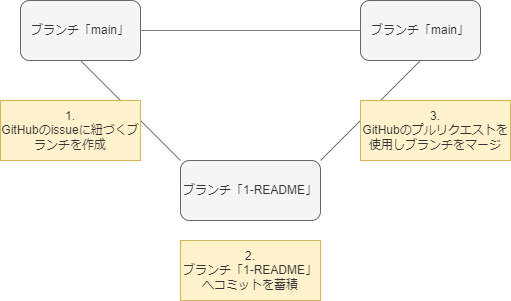 ブランチ「main」
ブランチ「main」
1.
GitHubのissueに紐づくブ
ランチを作成
3.
GitHubのプルリクエストを
使用しブランチをマージ
ブランチ「1-README」
2.
ブランチ「1-README」
へコミットを蓄積